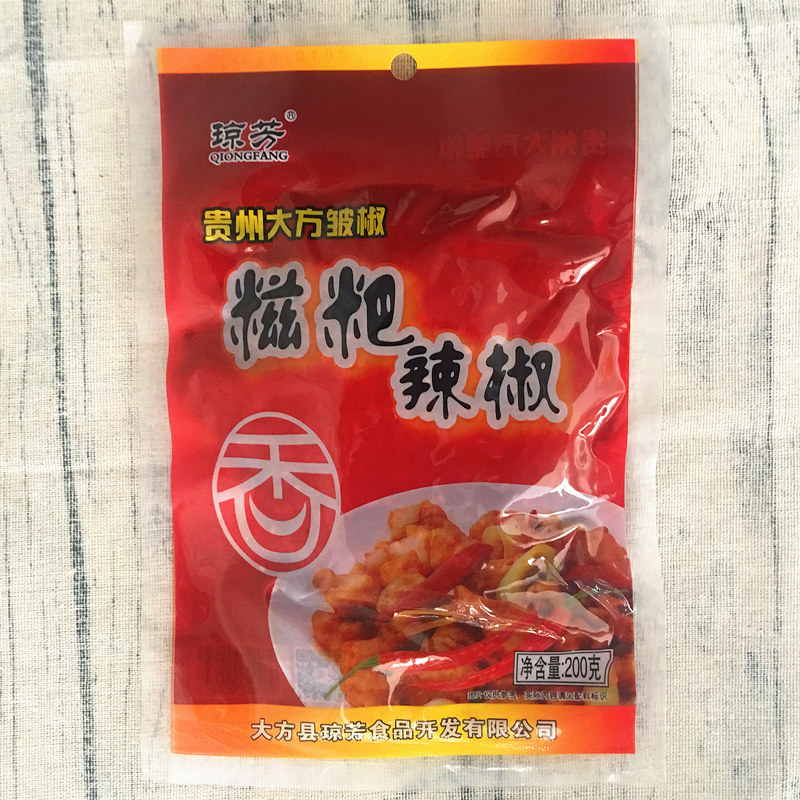 琼芳®
QIONGFANG
贵州大方皱椒
糍粑
辣椒
香
净含量:200克
大方县琼芳食品开发有限公司